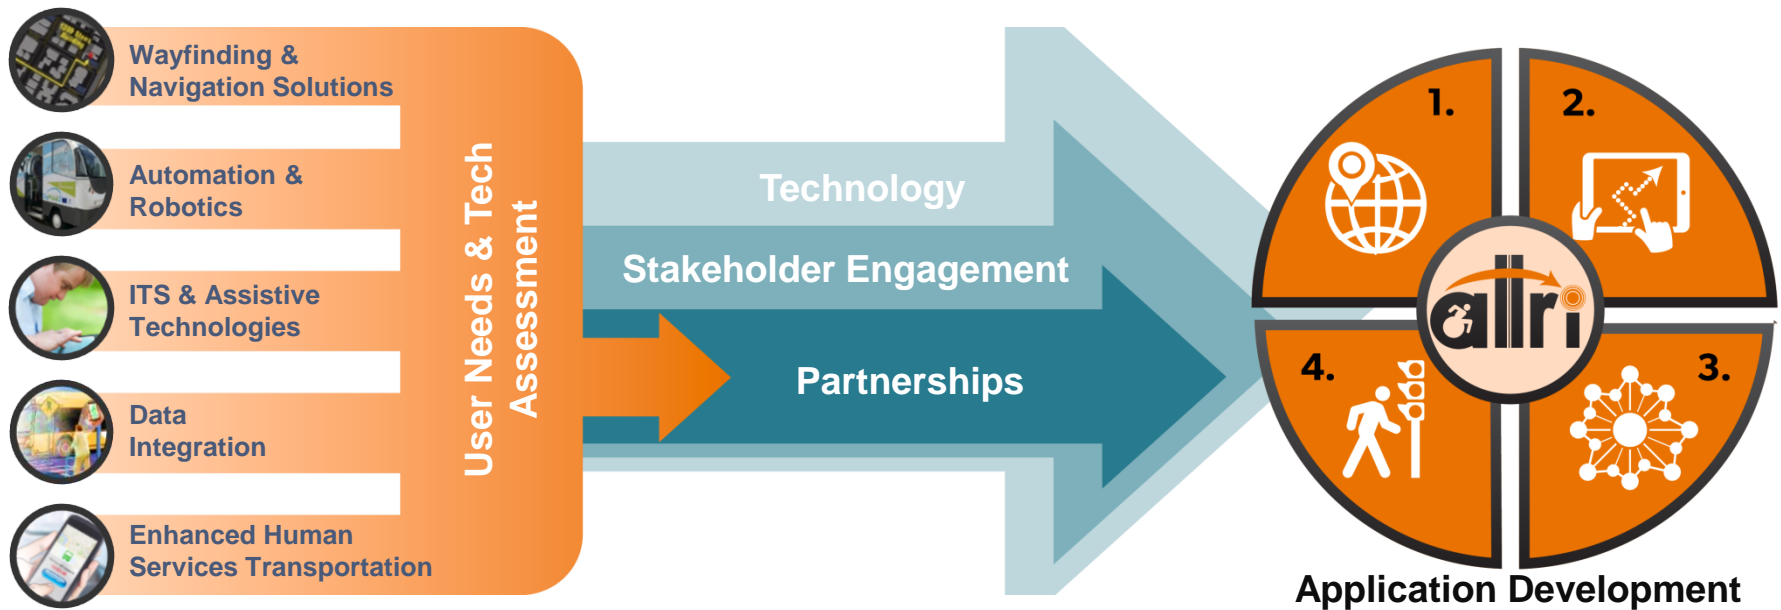 Wayfinding &
Navigation Solutions
Automation &
Robotics
ITS & Assistive
Technologies
Data
Integration
Enhanced Human
Services Transportation
User Needs & Tech
Assessment
Technology
Stakeholder Engagement
Partnerships
1.
2.
allri
4.
3.
Application Development